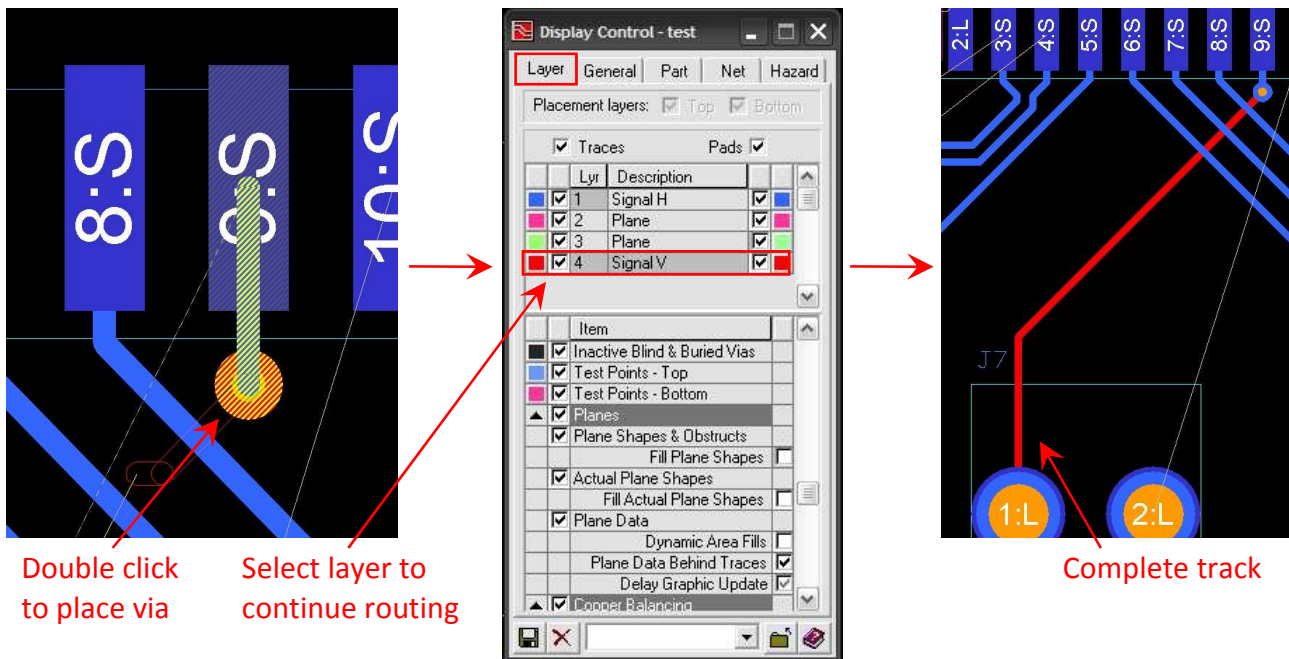 8:S
9:S
10:S
Double click
to place via
Select layer to
continue routing
Display Control - test
Layer General Part Net Hazard
Placement layers: Top Bottom
Traces Pads
Lyr Description
1 Signal H
2 Plane
3 Plane
4 Signal V
Item
Inactive Blind & Buried Vias
Test Points - Top
Test Points - Bottom
Planes
Plane Shapes & Obstructs
Fill Plane Shapes
Actual Plane Shapes
Fill Actual Plane Shapes
Plane Data
Dynamic Area Fills
Plane Data Behind Traces
Delay Graphic Update
Copper Balancing
2:L
3:S
4:S
5:S
6:S
7:S
8:S
9:S
J7
1:L
2:L
Complete track